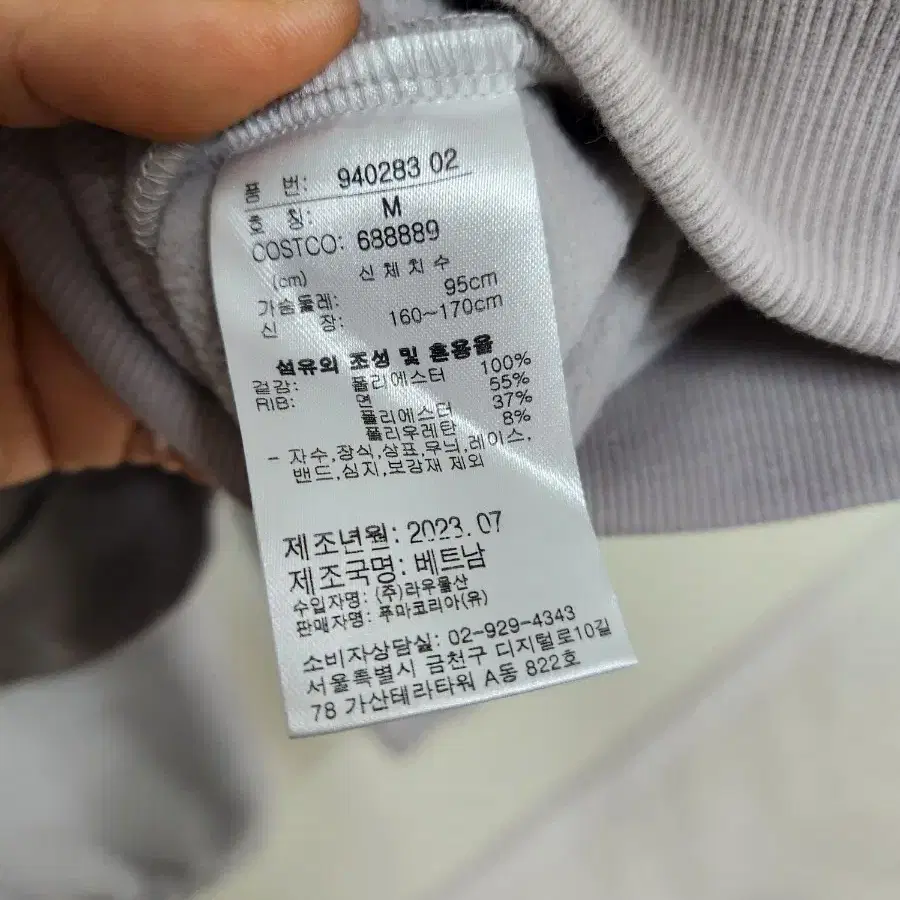 품 번: 940283 02
호 칭: M
COSTCO: 688889
(cm) 신체치수
가슴둘레: 95cm
신 장: 160~170cm
섬유의 조성 및 혼용율
겉감: 폴리에스터 100%
RIB: 면 55%
폴리에스터 37%
폴리우레탄 8%
- 자수,장식,상표,무늬,레이스,
밴드,심지,보강재 제외
제조년월: 2023.07
제조국명: 베트남
수입자명: (주)라우물산
판매자명: 푸마코리아(유)
소비자상담실: 02-929-4343
서울특별시 금천구 디지털로10길
78 가산테라타워 A동 822호